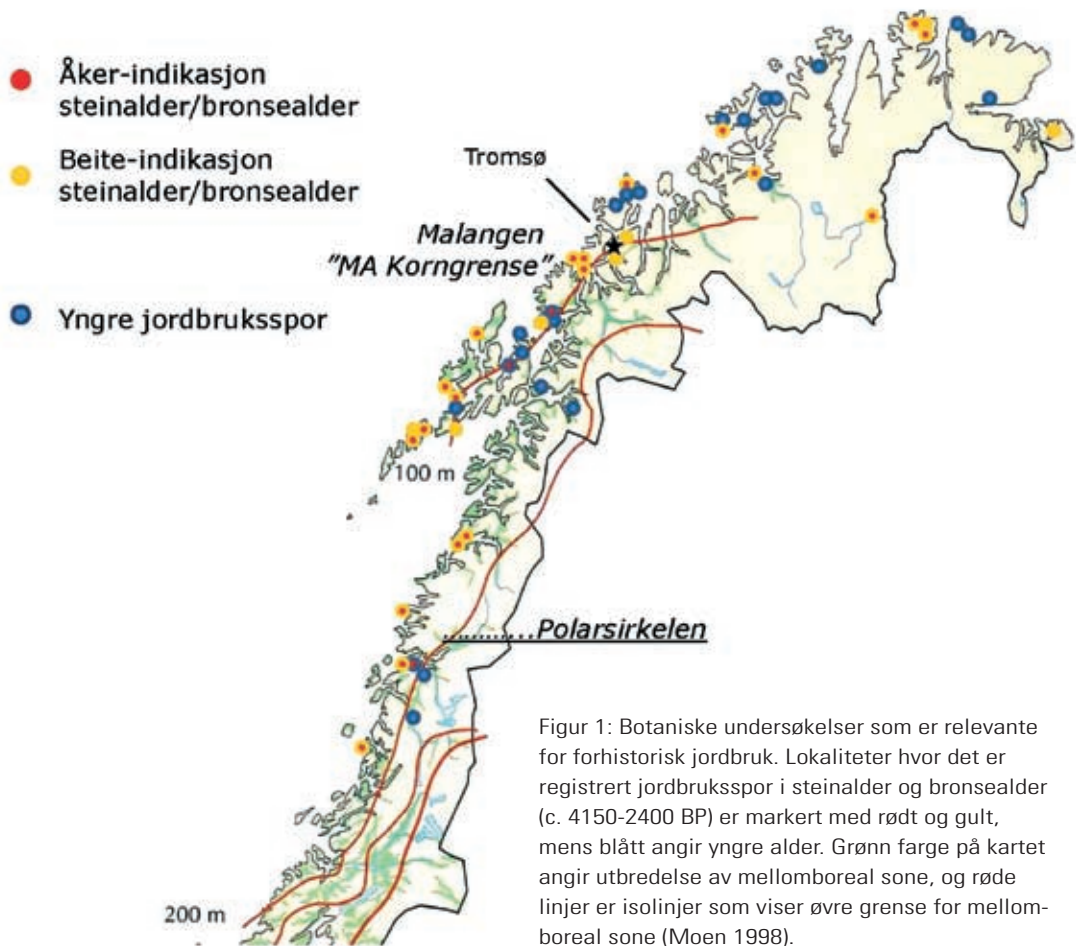 Åker-indikasjon
steinalder/bronsealder
Beite-indikasjon
steinalder/bronsealder
Yngre jordbruksspor
Tromsø
Malangen
"MA Korngrense"
100 m
Polarsirkelen
200 m
Figur 1: Botaniske undersøkelser som er relevante
for forhistorisk jordbruk. Lokaliteter hvor det er
registrert jordbruksspor i steinalder og bronsealder
(c. 4150-2400 BP) er markert med rødt og gult,
mens blått angir yngre alder. Grønn farge på kartet
angir utbredelse av mellomboreal sone, og røde
linjer er isolinjer som viser øvre grense for mellom-
boreal sone (Moen 1998).